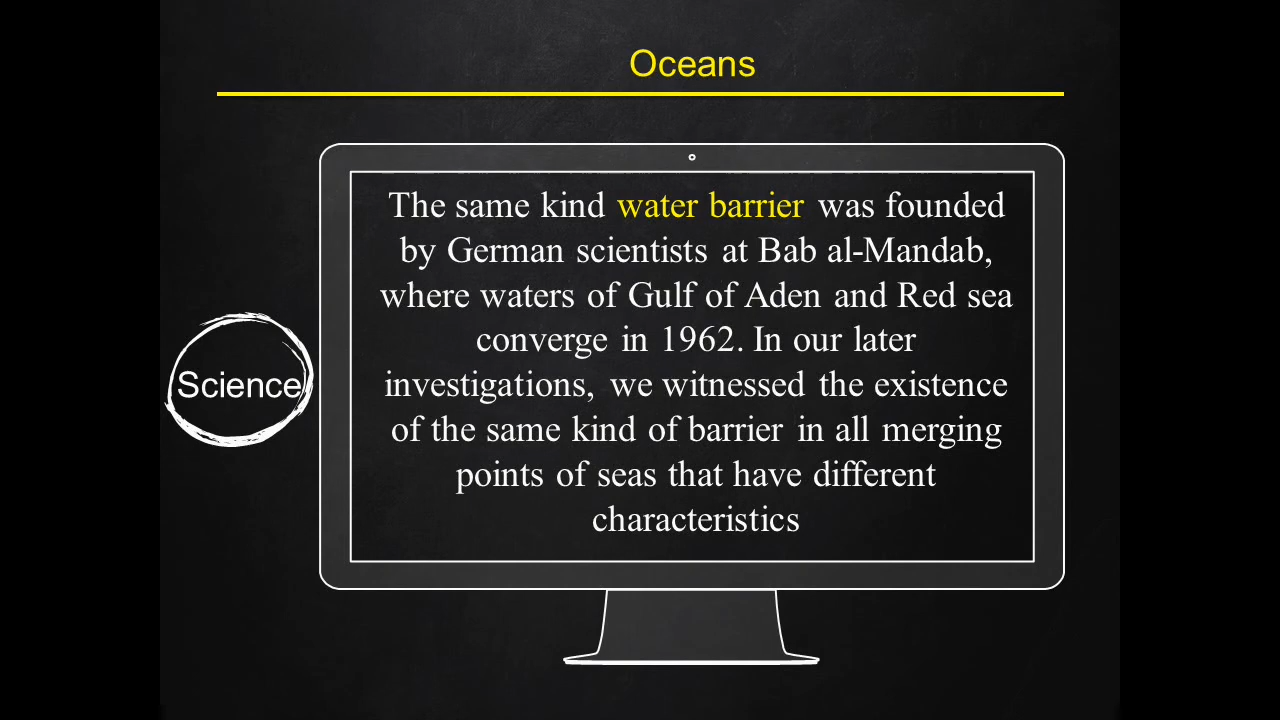 Oceans
The same kind water barrier was founded
by German scientists at Bab al-Mandab,
where waters of Gulf of Aden and Red sea
converge in 1962. In our later
investigations, we witnessed the existence
of the same kind of barrier in all merging
points of seas that have different
characteristics
Science